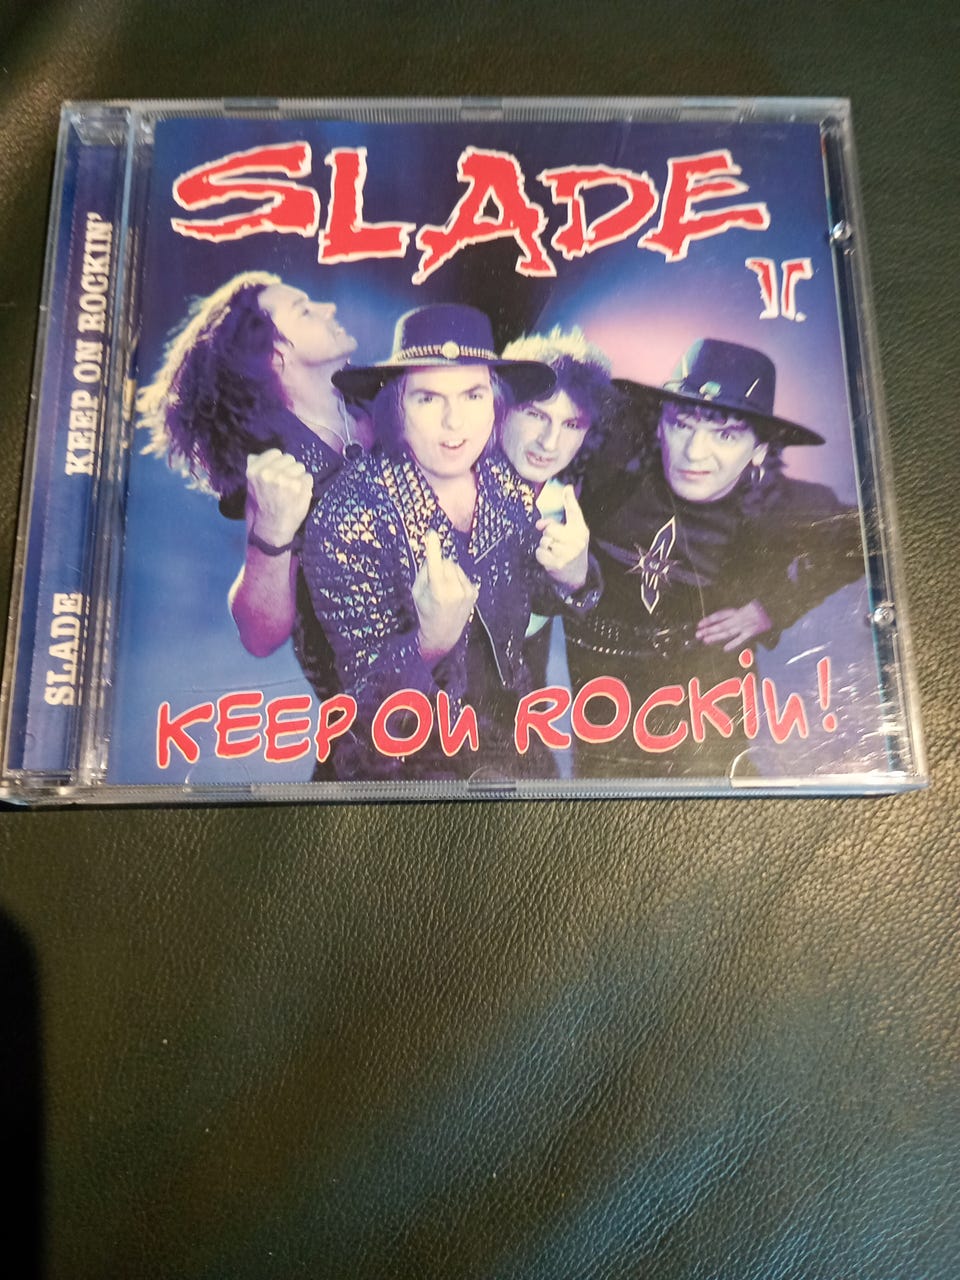 SLADE
II.
KEEP ON ROCKIN!
SLADE KEEP ON ROCKIN'